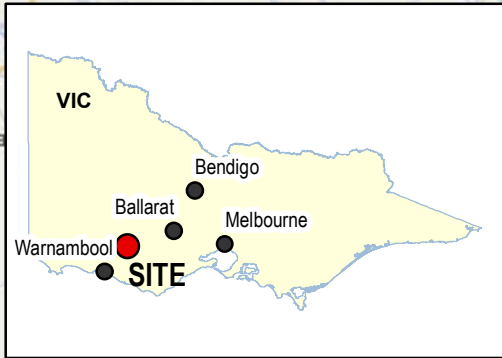 VIC
Bendigo
Ballarat
Melbourne
Warnambool
SITE